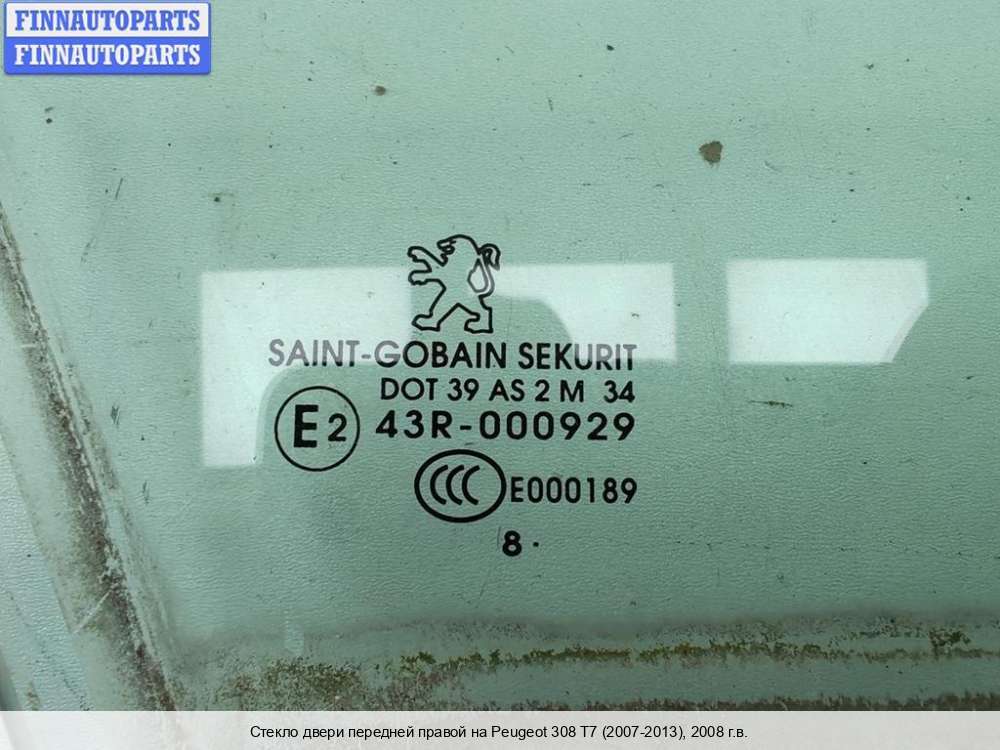 FINNAUTOPARTS
FINNAUTOPARTS
SAINT-GOBAIN SEKURIT
DOT 39 AS 2 M 34
E2 43R-000929
CCC E000189
8 .
Стекло двери передней правой на Peugeot 308 T7 (2007-2013), 2008 г.в.